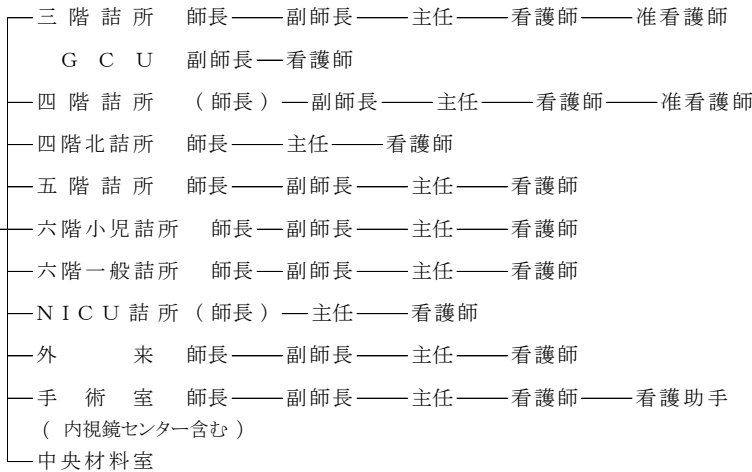 三階詰所 師長──副師長──主任──看護師──准看護師
GCU 副師長─看護師
四階詰所 (師長)─副師長──主任──看護師──准看護師
四階北詰所 師長──主任──看護師
五階詰所 師長──副師長──主任──看護師
六階小児詰所 師長─副師長──主任──看護師
六階一般詰所 師長─副師長──主任──看護師
NICU詰所(師長)─主任──看護師
外来 師長──副師長──主任──看護師
手術室 師長──副師長──主任──看護師──看護助手
(内視鏡センター含む)
中央材料室